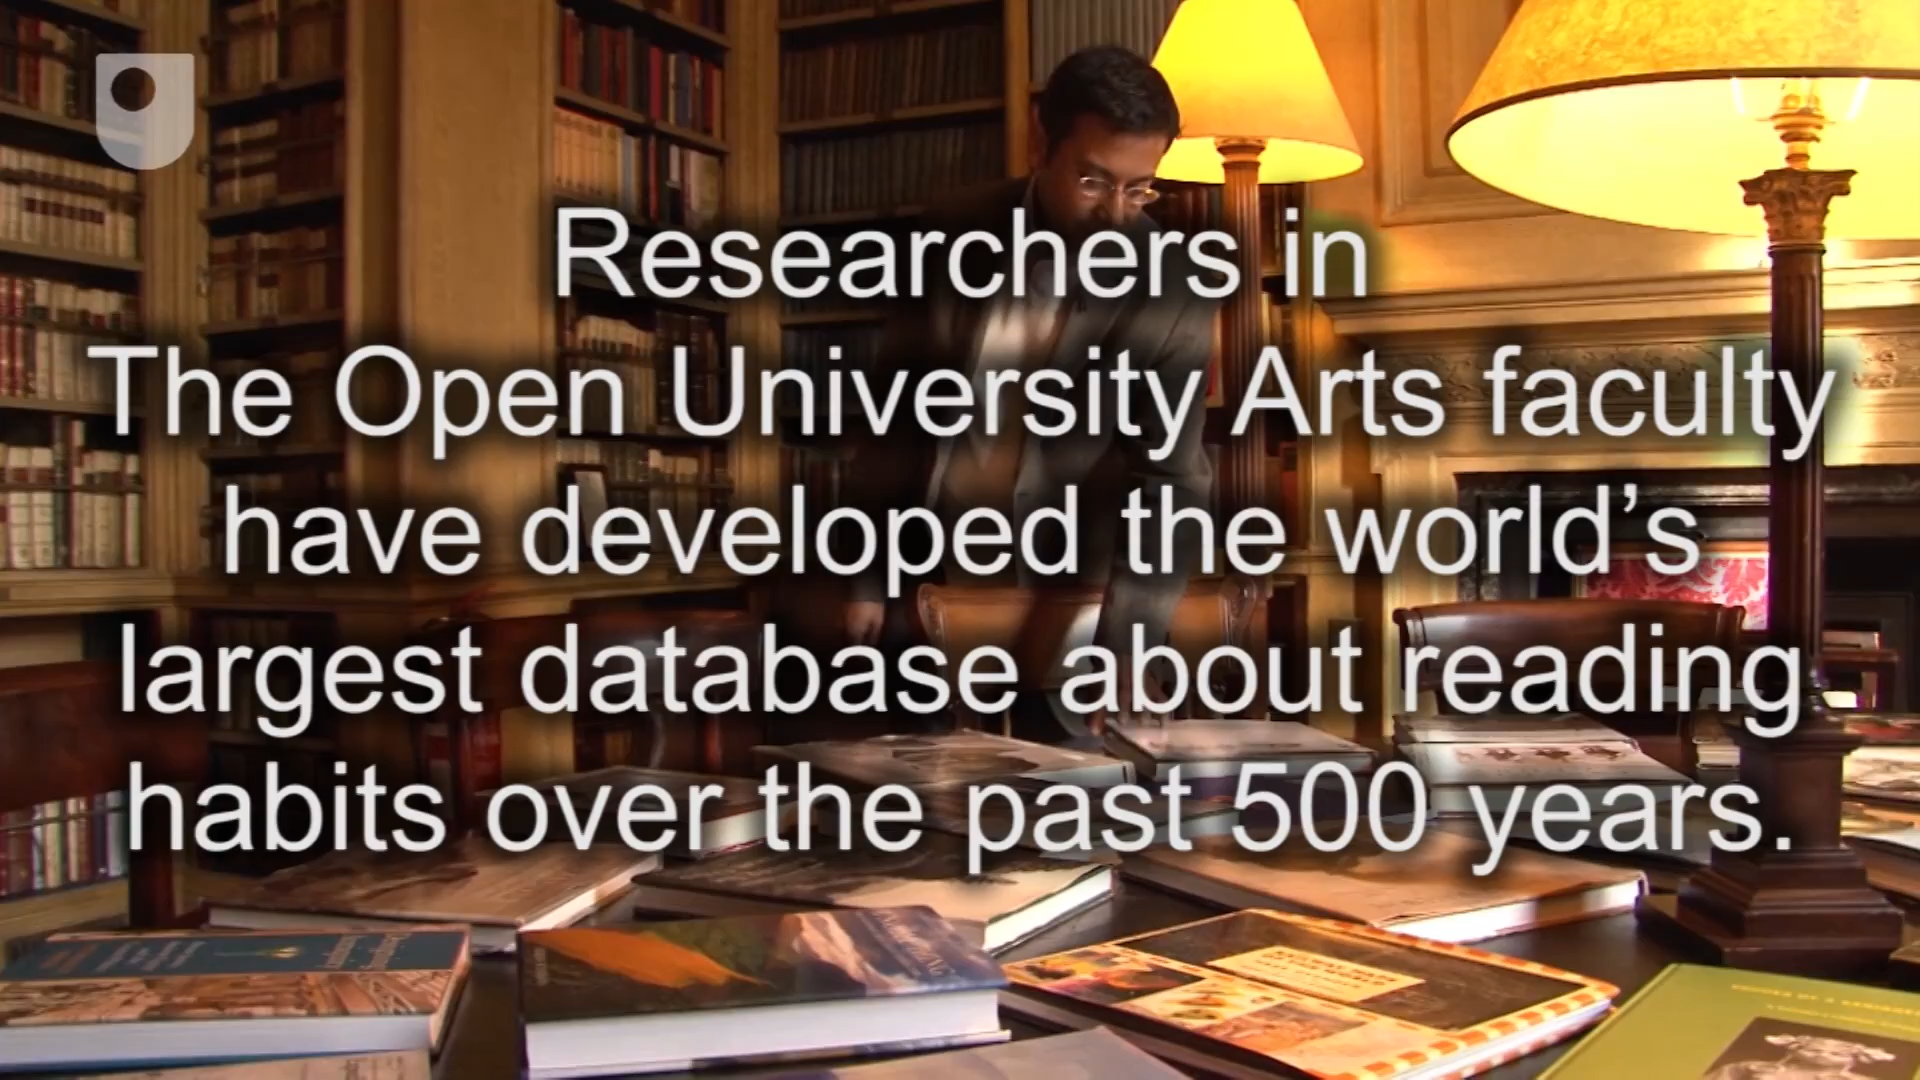 Researchers in
The Open University Arts faculty
have developed the world’s
largest database about reading
habits over the past 500 years.